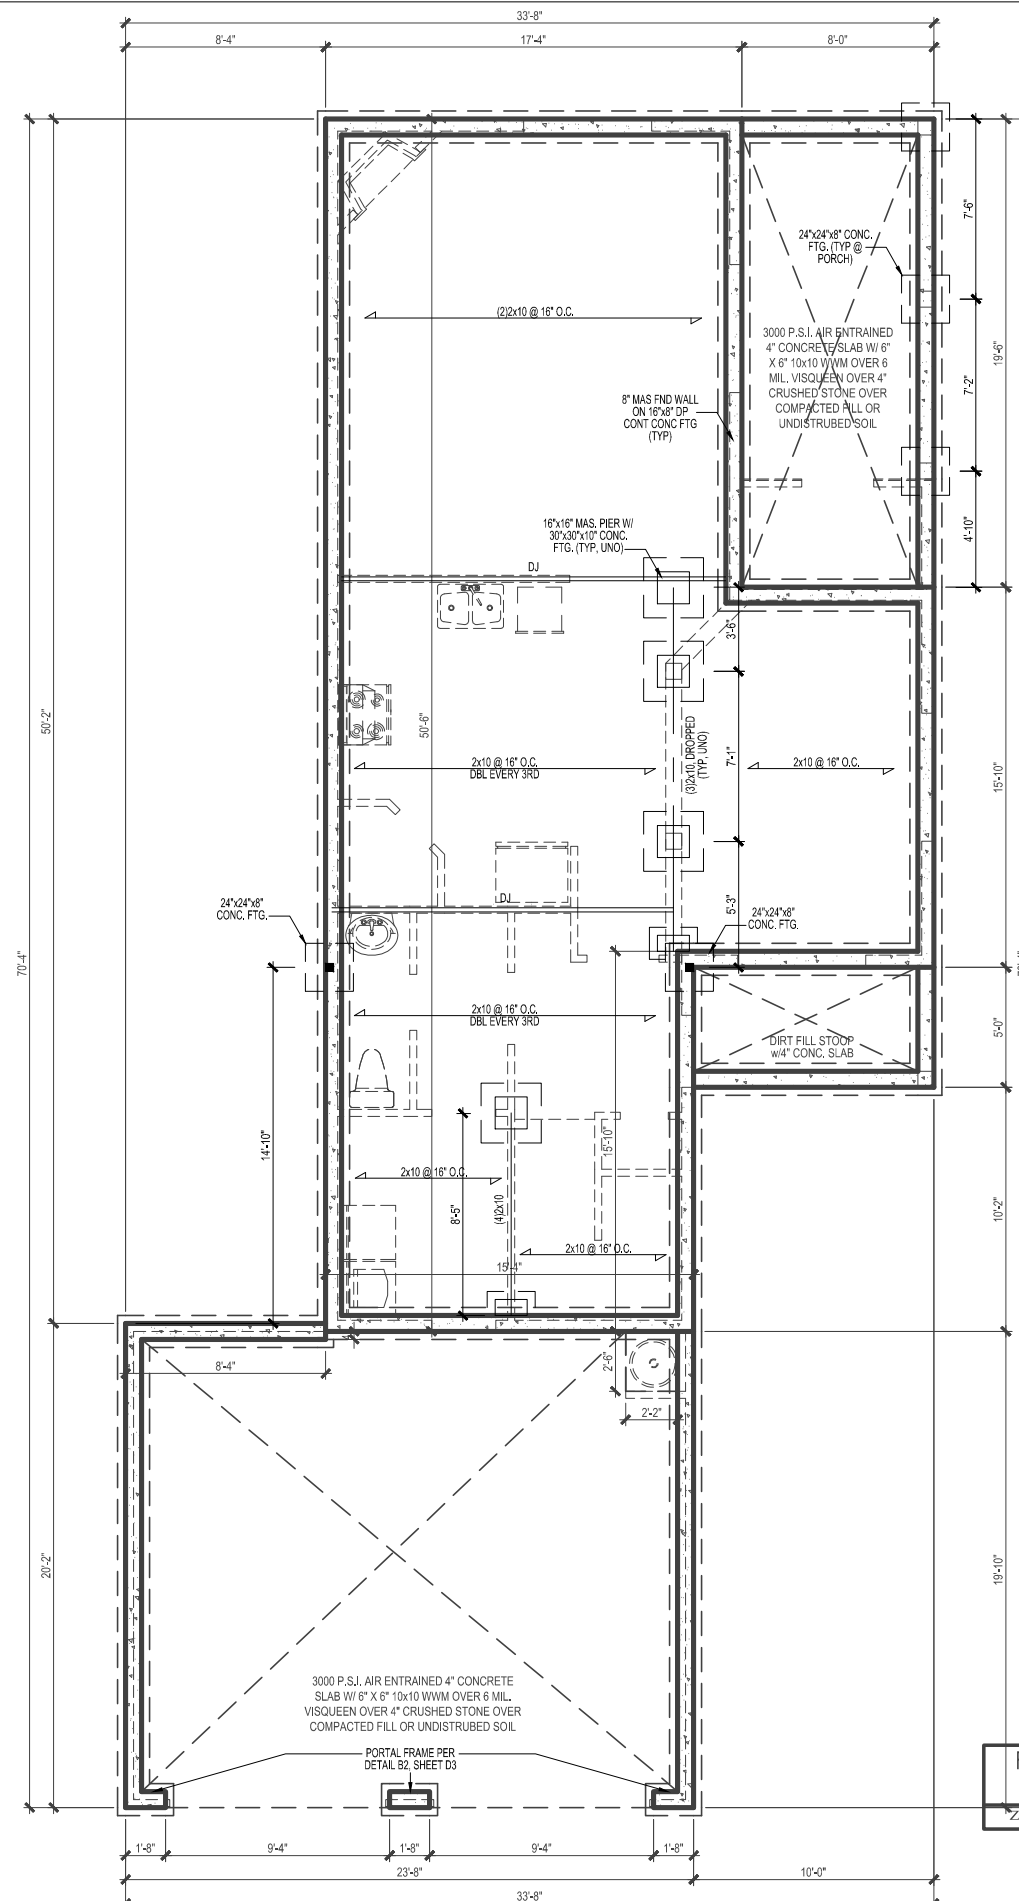 33'-8"
8'-4"
17'-4"
8'-0"
7'-6"
24"x24"x8" CONC.
FTG. (TYP @
PORCH)
(2)2x10 @ 16" O.C.
3000 P.S.I. AIR ENTRAINED
4" CONCRETE SLAB W/ 6"
X 6" 10x10 WWM OVER 6
MIL. VISQUEEN OVER 4"
CRUSHED STONE OVER
COMPACTED FILL OR
UNDISTRUBED SOIL
19'-6"
7'-2"
8" MAS FND WALL
ON 16"x8" DP
CONT CONC FTG
(TYP)
4'-10"
16"x16" MAS. PIER W/
30"x30"x10" CONC.
FTG. (TYP, UNO)
DJ
3'-6"
50'-2"
50'-6"
(3)2x10, DROPPED
(TYP, UNO)
7'-1"
2x10 @ 16" O.C.
DBL EVERY 3RD
2x10 @ 16" O.C.
15'-10"
DJ
5'-3"
24"x24"x8"
CONC. FTG.
24"x24"x8"
CONC. FTG.
70'-4"
2x10 @ 16" O.C.
DBL EVERY 3RD
5'-0"
DIRT FILL STOOP
w/4" CONC. SLAB
14'-10"
15'-10"
2x10 @ 16" O.C.
8'-5"
(4)2x10
10'-2"
2x10 @ 16" O.C.
15'-4"
8'-4"
2'-6"
2'-2"
20'-2"
19'-10"
3000 P.S.I. AIR ENTRAINED 4" CONCRETE
SLAB W/ 6" X 6" 10x10 WWM OVER 6 MIL.
VISQUEEN OVER 4" CRUSHED STONE OVER
COMPACTED FILL OR UNDISTRUBED SOIL
PORTAL FRAME PER
DETAIL B2, SHEET D3
1'-8"
9'-4"
1'-8"
9'-4"
1'-8"
23'-8"
10'-0"
33'-8"